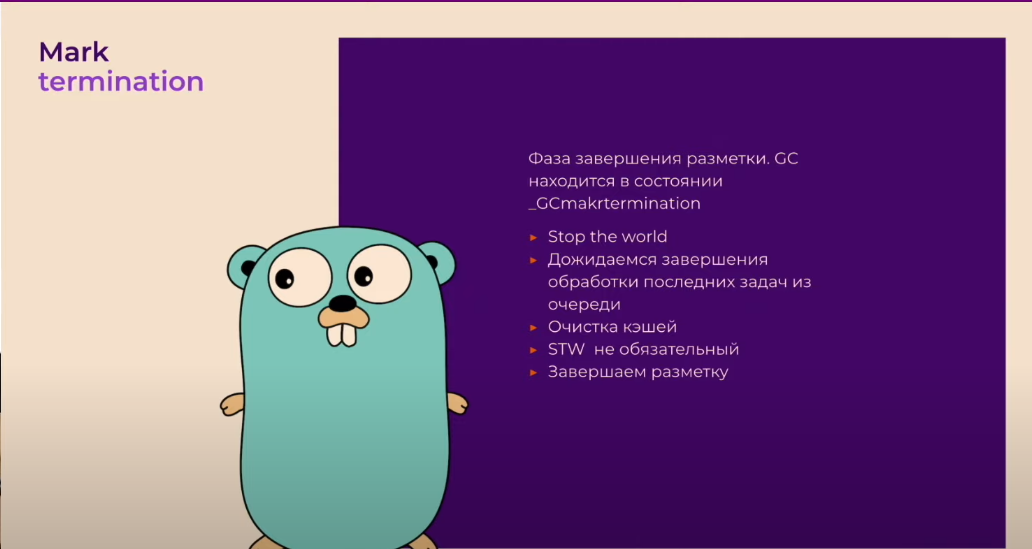 Mark
termination
Фаза завершения разметки. GC
находится в состоянии
_GCmakrtermination
► Stop the world
► Дожидаемся завершения
обработки последних задач из
очереди
► Очистка кэшей
► STW не обязательный
► Завершаем разметку